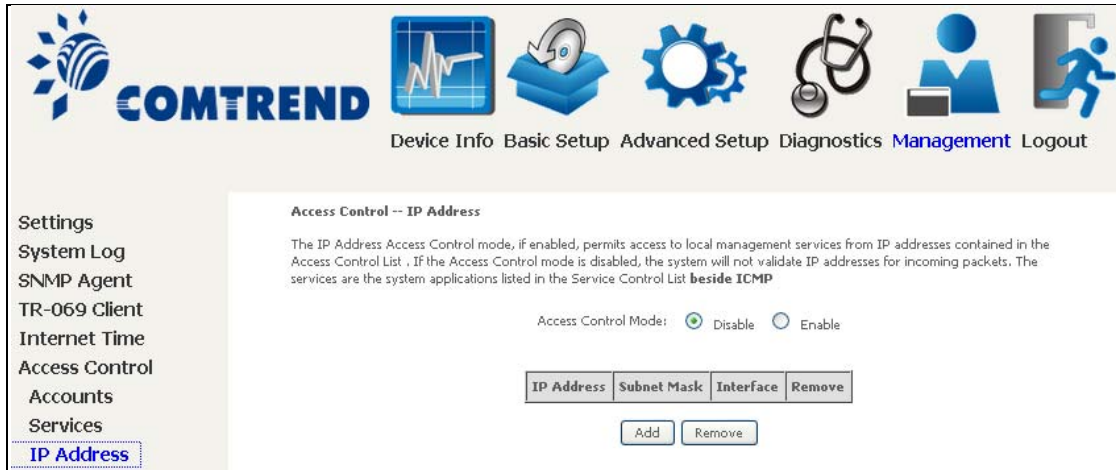 COMTREND
Device Info Basic Setup Advanced Setup Diagnostics Management Logout
Settings
System Log
SNMP Agent
TR-069 Client
Internet Time
Access Control
Accounts
Services
IP Address
Access Control -- IP Address
The IP Address Access Control mode, if enabled, permits access to local management services from IP addresses contained in the
Access Control List . If the Access Control mode is disabled, the system will not validate IP addresses for incoming packets. The
services are the system applications listed in the Service Control List beside ICMP
Access Control Mode: Disable Enable
IP Address Subnet Mask Interface Remove
Add Remove